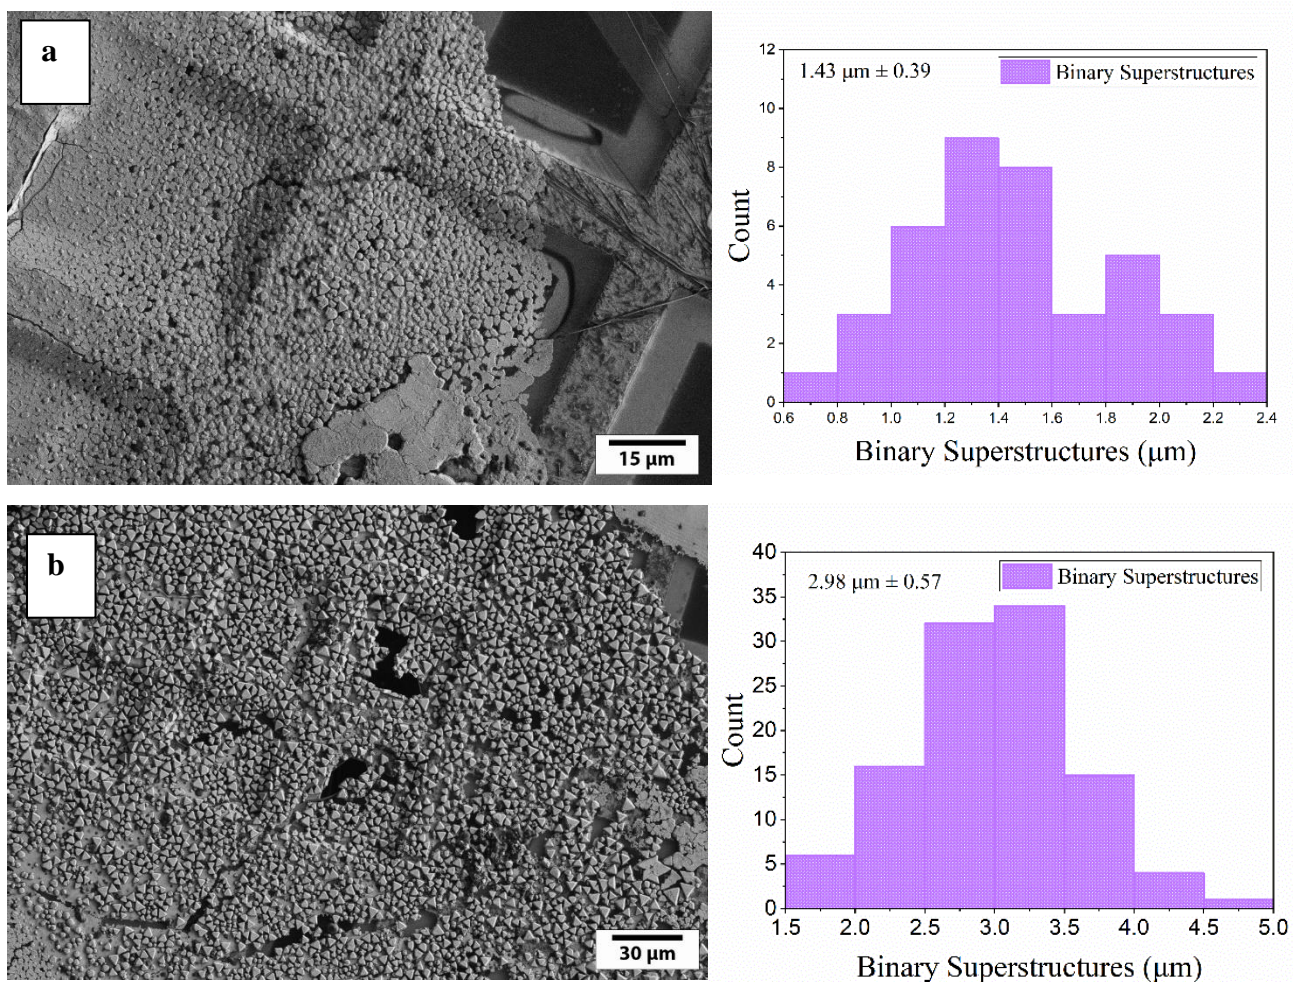 a
15 μm
12
10
8
6
4
2
0
Count
1.43 μm ± 0.39
Binary Superstructures
0.6 0.8 1.0 1.2 1.4 1.6 1.8 2.0 2.2 2.4
Binary Superstructures (μm)
b
30 μm
40
35
30
25
20
15
10
5
0
Count
2.98 μm ± 0.57
Binary Superstructures
1.5 2.0 2.5 3.0 3.5 4.0 4.5 5.0
Binary Superstructures (μm)